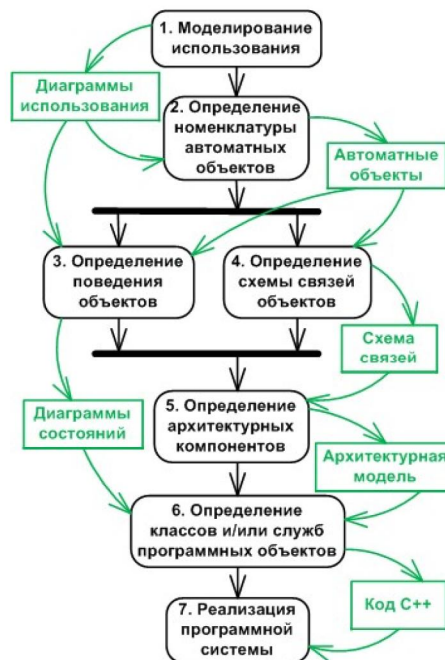 1. Моделирование
использования
Диаграммы
использования
2. Определение
номенклатуры
автоматных
объектов
Автоматные
объекты
3. Определение
поведения
объектов
4. Определение
схемы связей
объектов
Схема
связей
Диаграммы
состояний
5. Определение
архитектурных
компонентов
Архитектурная
модель
6. Определение
классов и/или служб
программных объектов
Код С++
7. Реализация
программной
системы